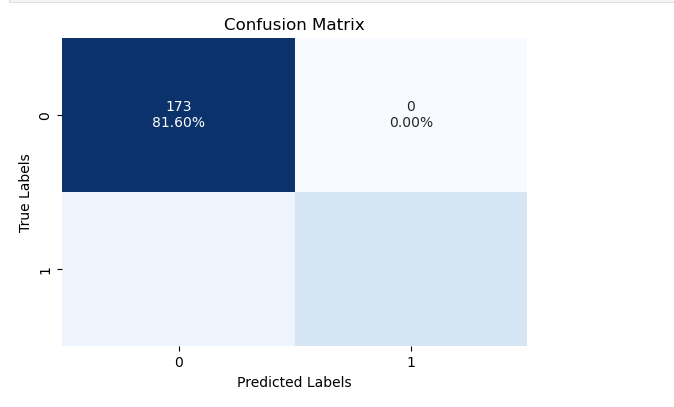 Confusion Matrix
173
81.60%
0
0.00%
0
1
True Labels
0
1
Predicted Labels